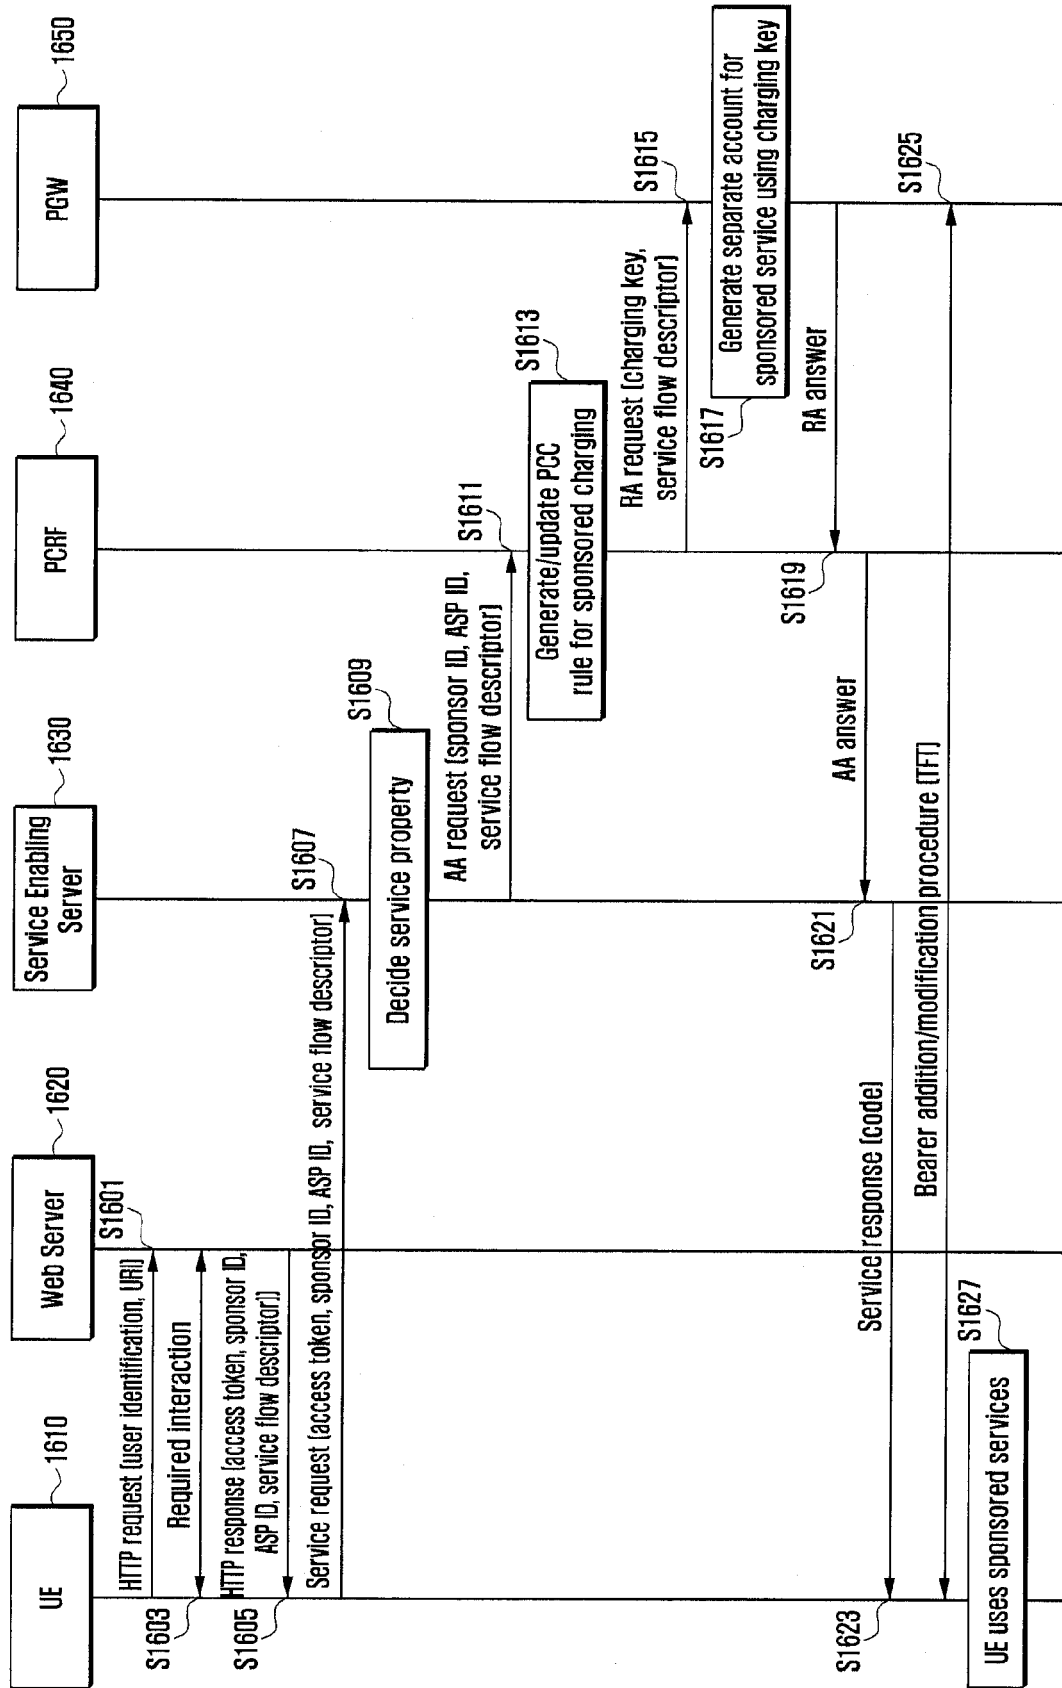 UE
1610
Web Server
1620
Service Enabling
Server
1630
PCRF
1640
PGW
1650
HTTP request (user identification, URI)
S1601
Required interaction
S1603
HTTP response (access token, sponsor ID,
ASP ID, service flow descriptor))
S1605
Service request (access token, sponsor ID, ASP ID, service flow descriptor)
S1607
Decide service property
S1609
AA request (sponsor ID, ASP ID,
service flow descriptor)
S1611
Generate/update PCC
rule for sponsored charging
S1613
RA request (charging key,
service flow descriptor)
S1615
Generate separate account for
sponsored service using charging key
S1617
RA answer
S1619
AA answer
S1621
Service response (code)
S1623
Bearer addition/modification procedure (TFT)
S1625
UE uses sponsored services
S1627